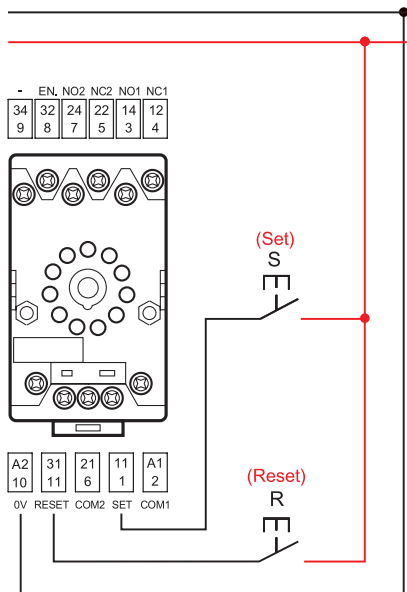 - EN. NO2 NC2 NO1 NC1
34 32 24 22 14 12
9 8 7 5 3 4
(Set)
S
A2 31 21 11 A1
10 11 6 1 2
0V RESET COM2 SET COM1
(Reset)
R